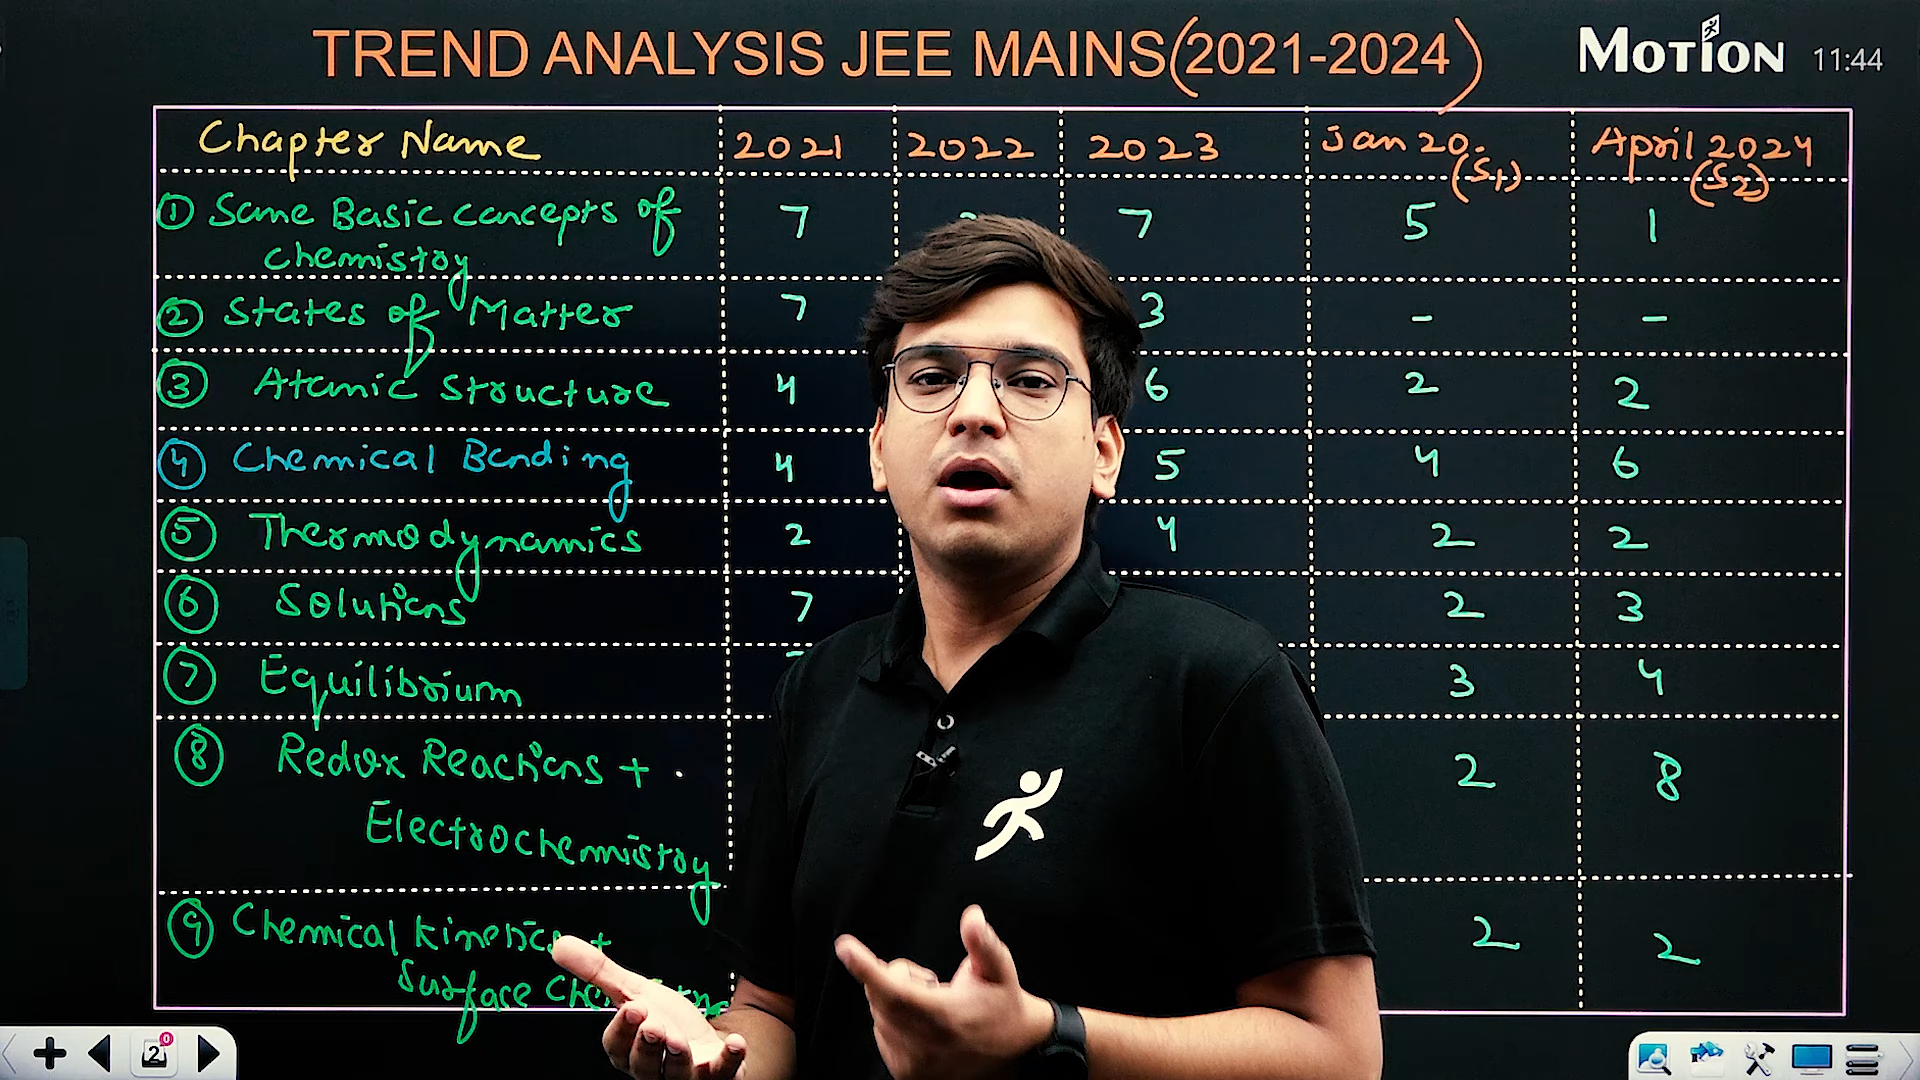 TREND ANALYSIS JEE MAINS(2021-2024)
MOTION 11:44
Chapter Name 2021 2022 2023 Jan 20 April 2024
(S1) (S2)
① Some Basic concepts of 7 7 5 1
chemistry
② States of Matter 7 3 - -
③ Atomic structure 4 6 2 2
④ Chemical Bonding 4 5 4 6
⑤ Thermodynamics 2 4 2 2
⑥ Solutions 7 2 3
⑦ Equilibrium 3 4
⑧ Redox Reactions + 2 8
Electrochemistry
⑨ Chemical kinetics + 2 2
Surface
2 0